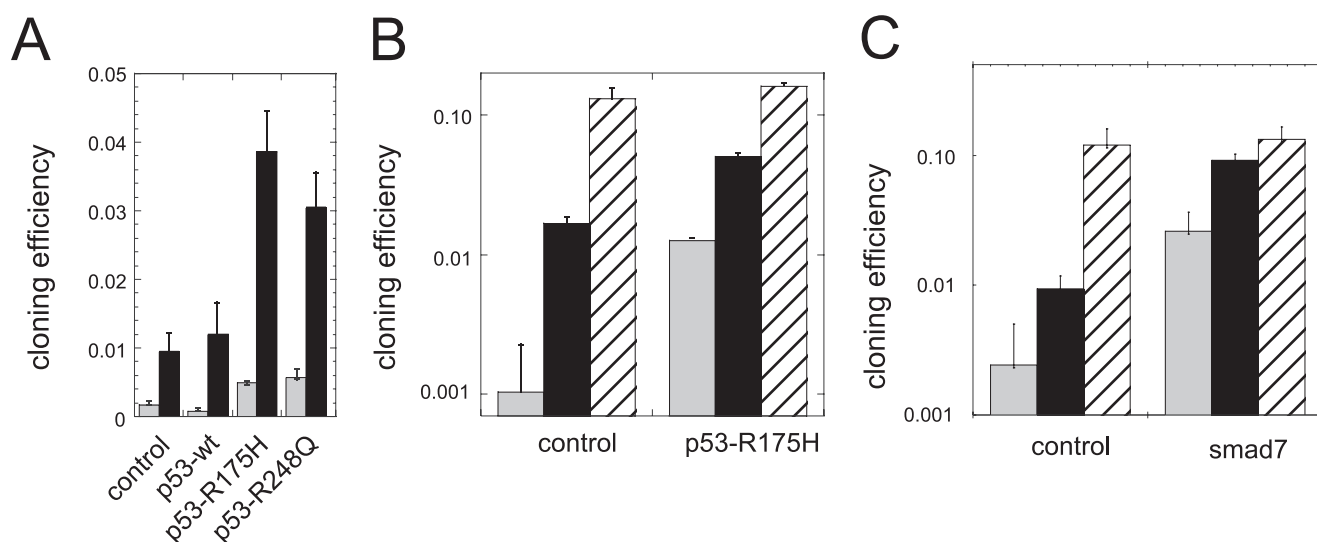 A
cloning efficiency
0.05
0.04
0.03
0.02
0.01
0
control
p53-wt
p53-R175H
p53-R248Q
B
cloning efficiency
0.10
0.01
0.001
control
p53-R175H
C
cloning efficiency
0.10
0.01
0.001
control
smad7